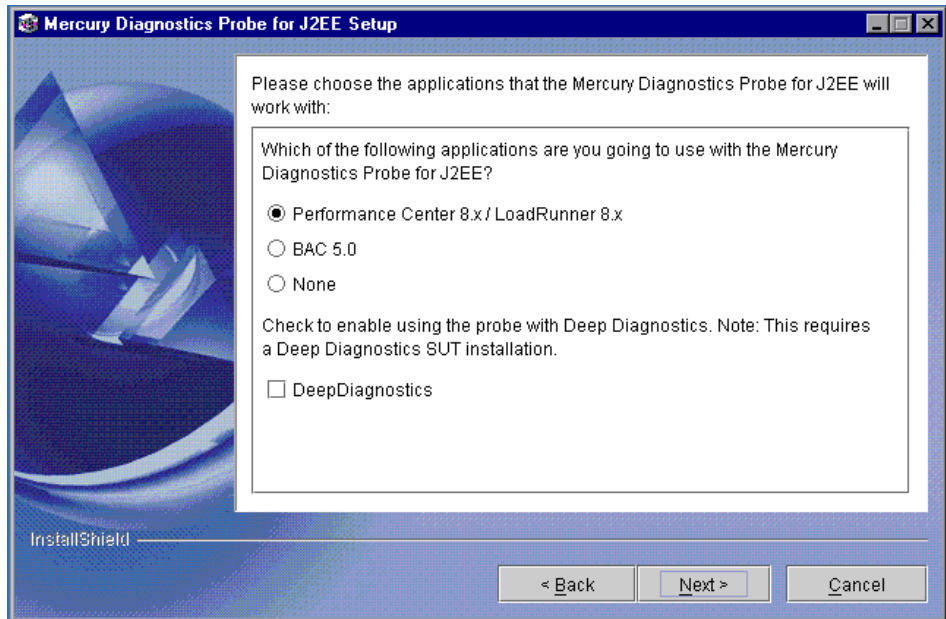 Mercury Diagnostics Probe for J2EE Setup
Please choose the applications that the Mercury Diagnostics Probe for J2EE will
work with:
Which of the following applications are you going to use with the Mercury
Diagnostics Probe for J2EE?
Performance Center 8.x / LoadRunner 8.x
BAC 5.0
None
Check to enable using the probe with Deep Diagnostics. Note: This requires
a Deep Diagnostics SUT installation.
DeepDiagnostics
InstallShield
< Back
Next >
Cancel